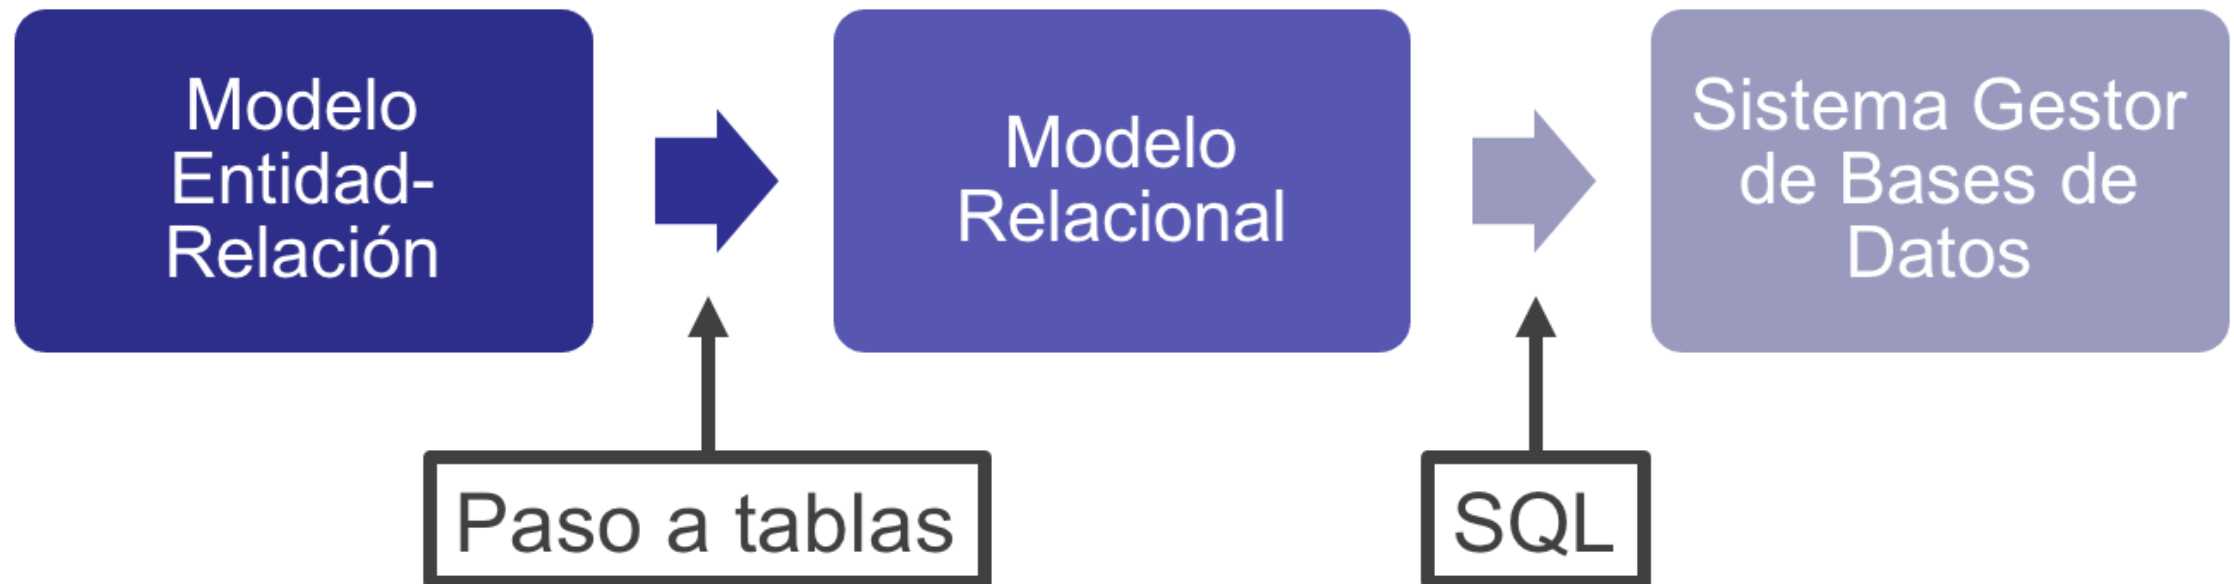 Modelo
Entidad-
Relación
Modelo
Relacional
Sistema Gestor
de Bases de
Datos
Paso a tablas
SQL